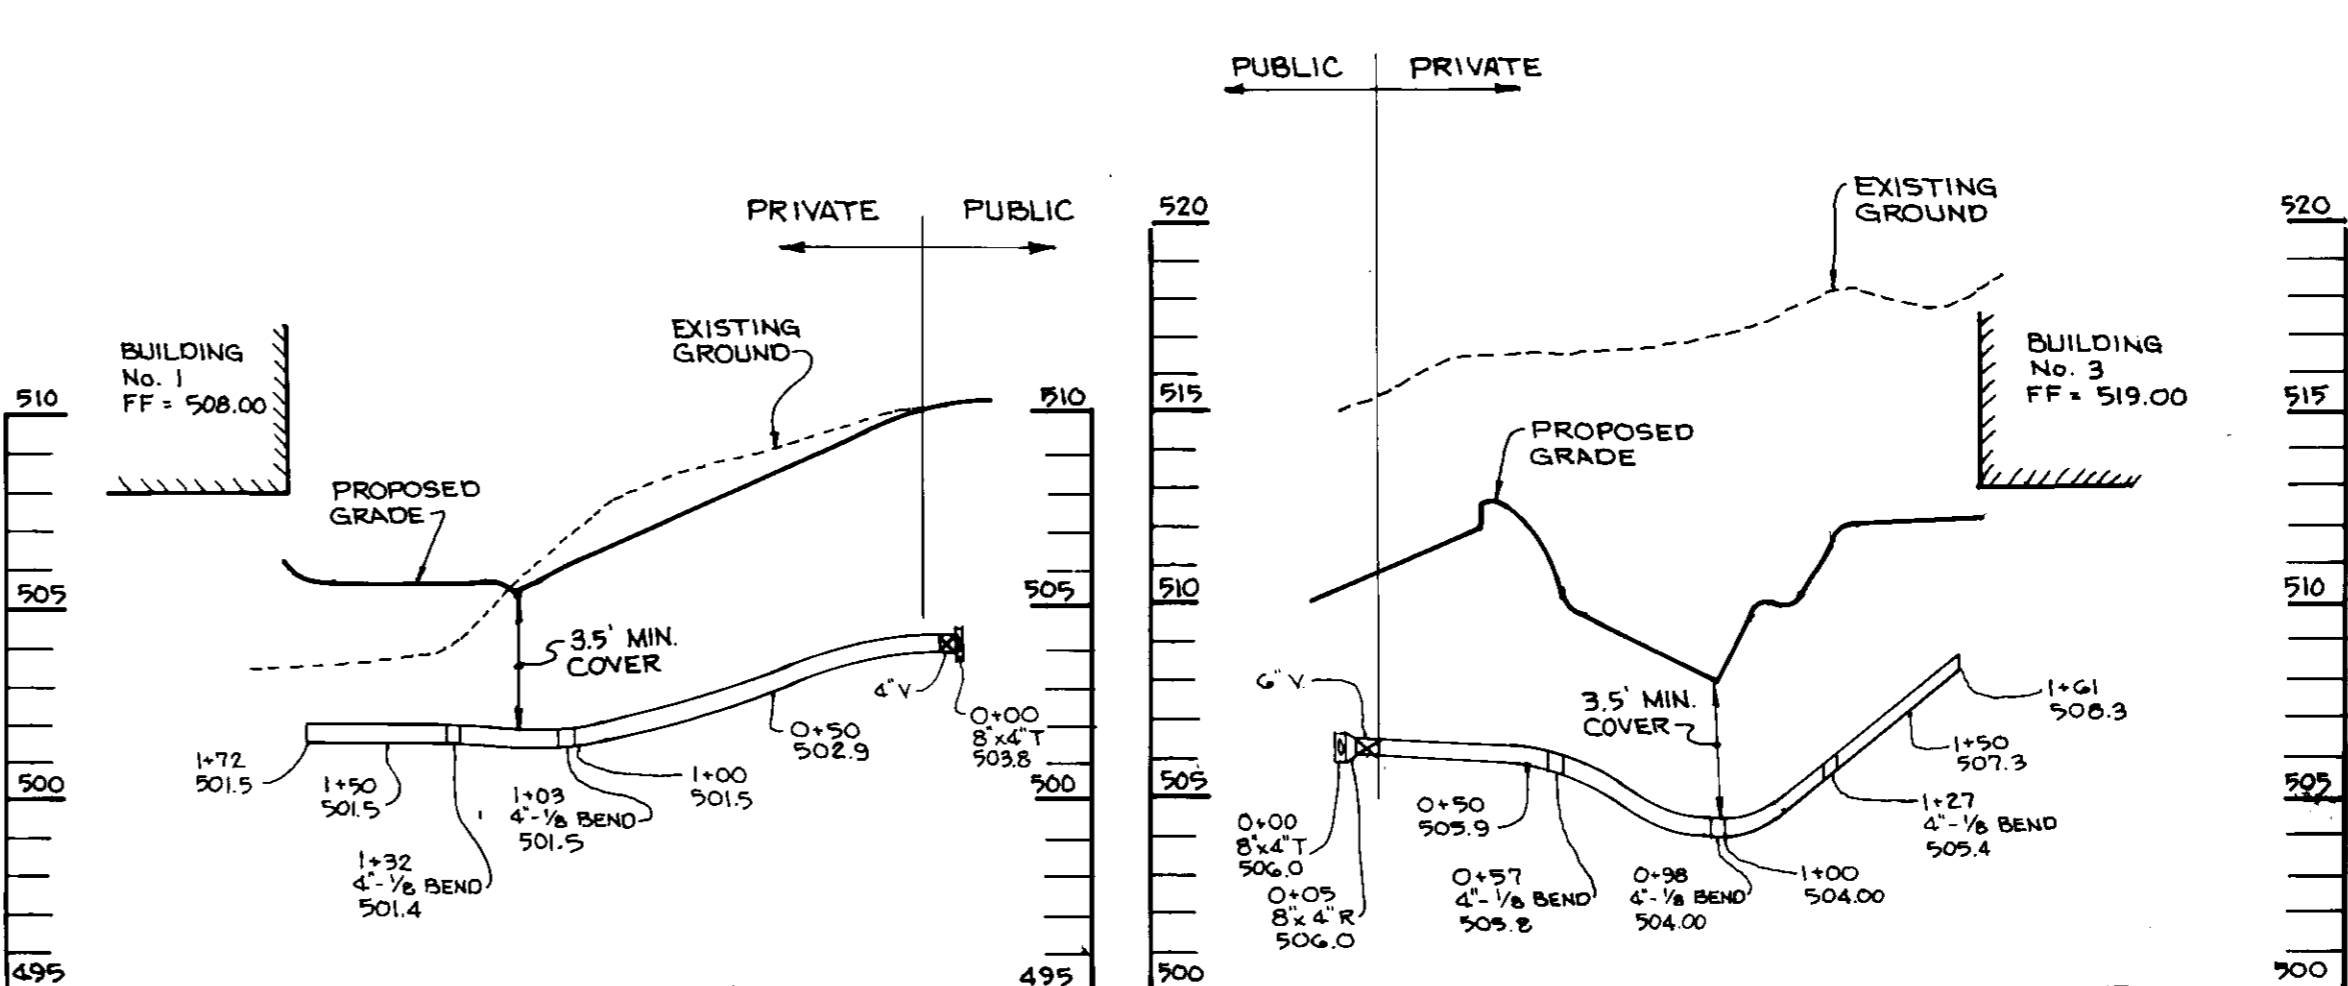 PRIVATE PUBLIC
EXISTING
GROUND
BUILDING
No. 1
FF = 508.00
510
510
PROPOSED
GRADE
505
505
3.5' MIN.
COVER
4" V
0+00
8"x4" T
503.8
0+50
502.9
1+72
501.5
1+50
501.5
1+03
4"-1/8 BEND
501.5
1+00
501.5
500
500
1+32
4"-1/8 BEND
501.4
495
495
PUBLIC PRIVATE
520
EXISTING
GROUND
520
515
PROPOSED
GRADE
BUILDING
No. 3
FF = 519.00
515
510
510
6" V.
3.5' MIN.
COVER
1+61
508.3
1+50
507.3
505
505
0+00
8"x4" T
506.0
0+05
8"x 4" R
506.0
0+50
505.9
0+57
4"-1/8 BEND
505.8
0+98
4"-1/8 BEND
504.00
1+00
504.00
1+27
4"-1/8 BEND
505.4
500
500